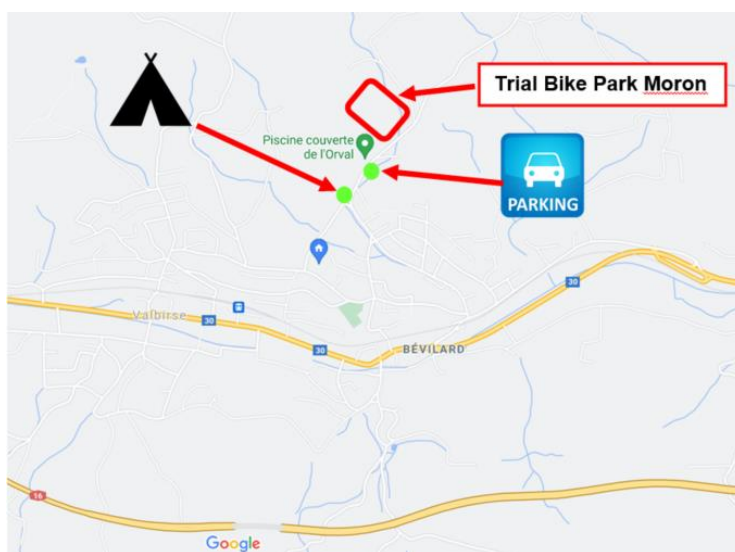 Trial Bike Park Moron
Piscine couverte
de l'Orval
PARKING
30
Valbirse
30
30
BÉVILARD
16
Google